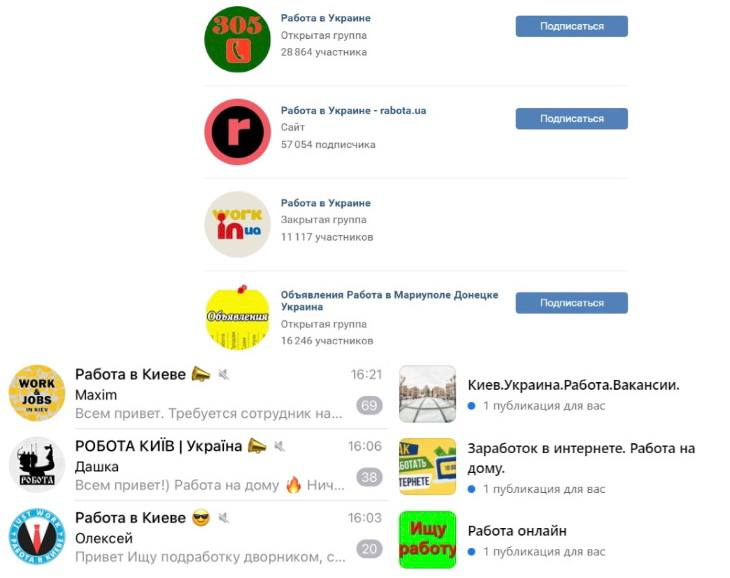 305
Работа в Украине
Открытая группа
28 864 участника
Подписаться
r
Работа в Украине - rabota.ua
Сайт
57 054 подписчика
Подписаться
work
in ua
Работа в Украине
Закрытая группа
11 117 участников
Объявления
Объявления Работа в Мариуполе Донецке
Украина
Открытая группа
16 246 участников
Подписаться
WORK
& JOBS
IN KIEV
Работа в Киеве 📣
16:21
Maxim
Всем привет. Требуется сотрудник на...
69
РОБОТА
РОБОТА КИЇВ | Україна 📣
16:06
Дашка
Всем привет!) Работа на дому 🔥 Нич...
38
JUST WORK
РАБОТА В КИЕВЕ
Работа в Киеве 😎
16:03
Олексей
Привет Ищу подработку дворником, с...
20
Киев.Украина.Работа.Вакансии.
1 публикация для вас
Заработок в интернете. Работа на
дому.
1 публикация для вас
Ищу
работу
Работа онлайн
1 публикация для вас